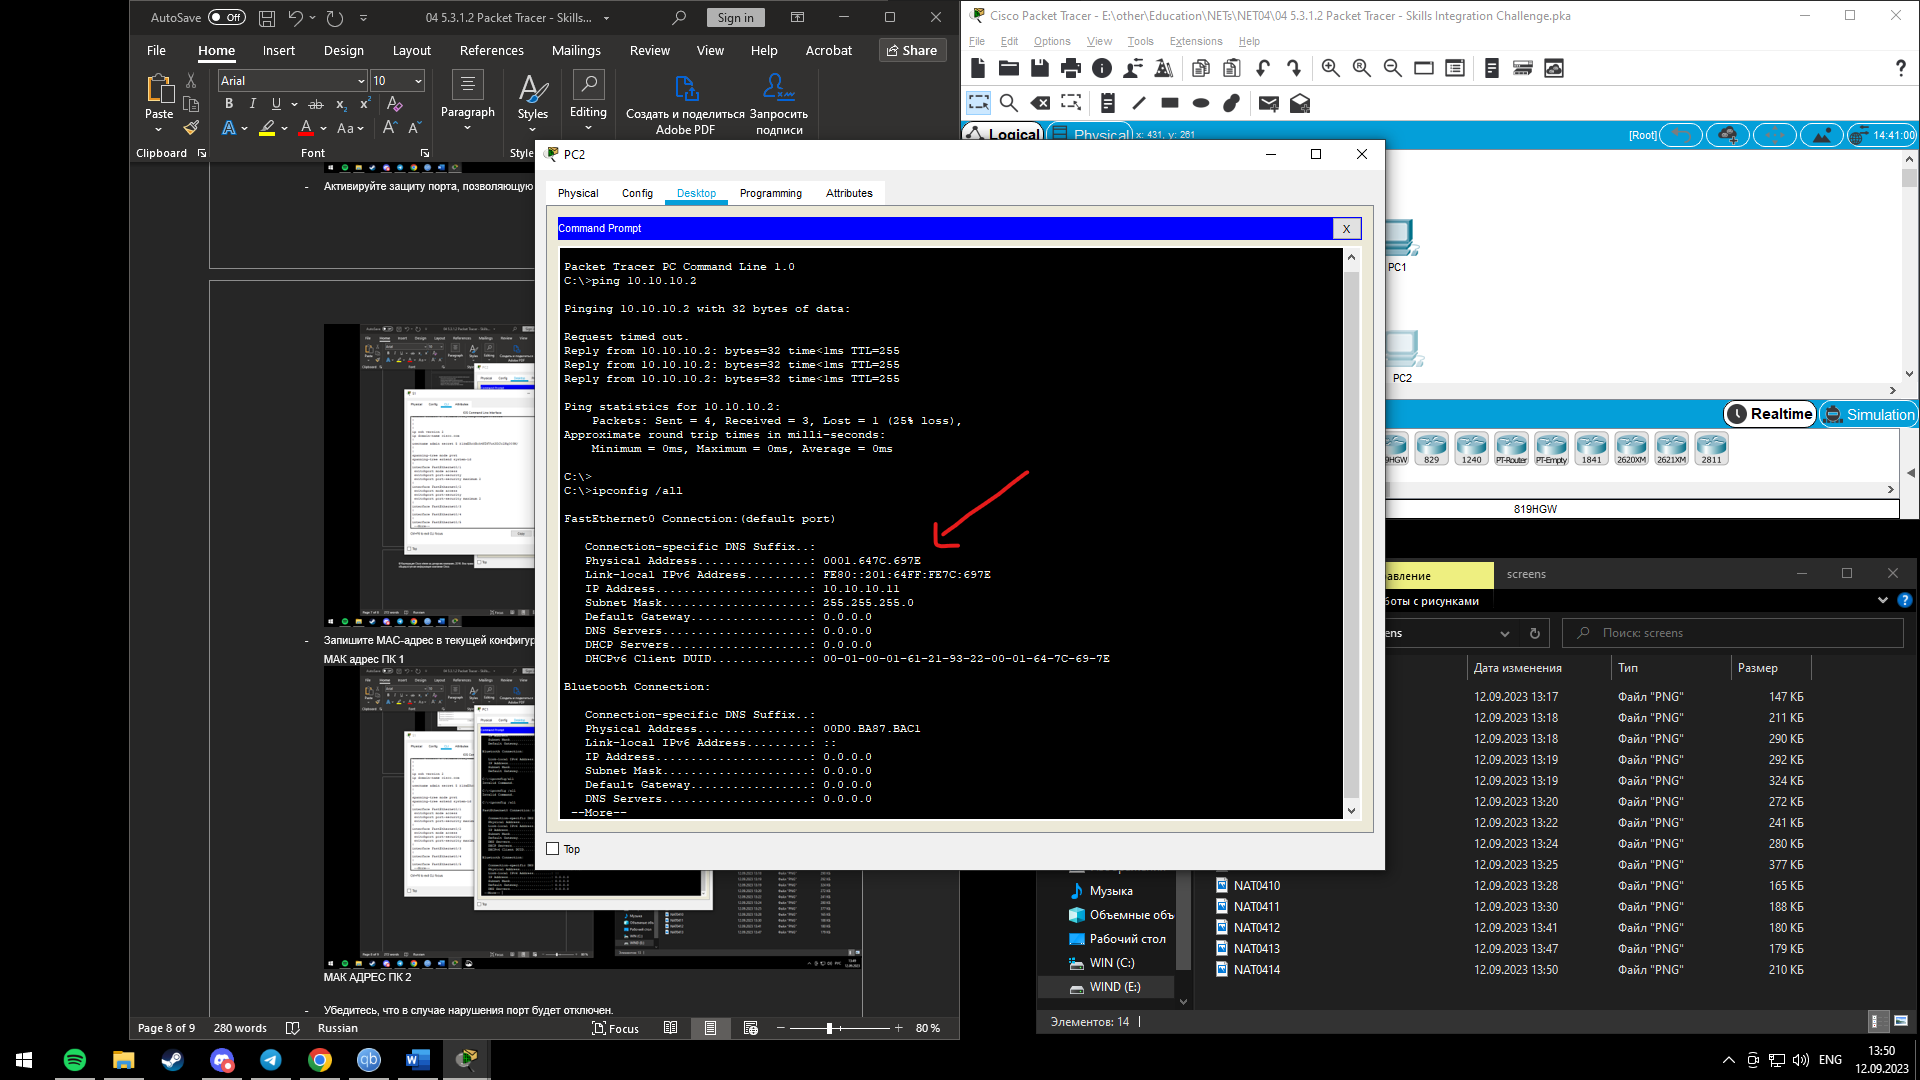 AutoSave Off 04 5.3.1.2 Packet Tracer - Skills... Sign in
File Home Insert Design Layout References Mailings Review View Help Acrobat Share
Arial 10
Paste
B I U ab x₂ x²
A A Aa A A
Paragraph
Styles
Editing
Создать и поделиться Adobe PDF
Запросить подписи
Clipboard Font Style
- Активируйте защиту порта, позволяющую
- Запишите МАС-адрес в текущей конфигур
МАК адрес ПК 1
МАК АДРЕС ПК 2
- Убедитесь, что в случае нарушения порт будет отключен.
Page 8 of 9 280 words Russian Focus 80 %
Cisco Packet Tracer - E:\other\Education\NETs\NET04\04 5.3.1.2 Packet Tracer - Skills Integration Challenge.pka
File Edit Options View Tools Extensions Help
?
Logical Physical x: 431, y: 261 [Root] 14:41:00
PC1
PC2
Realtime Simulation
9HGW 829 1240 PT-Router PT-Empty 1841 2620XM 2621XM 2811
819HGW
PC2
Physical Config Desktop Programming Attributes
Command Prompt X
Packet Tracer PC Command Line 1.0
C:\>ping 10.10.10.2
Pinging 10.10.10.2 with 32 bytes of data:
Request timed out.
Reply from 10.10.10.2: bytes=32 time<1ms TTL=255
Reply from 10.10.10.2: bytes=32 time<1ms TTL=255
Reply from 10.10.10.2: bytes=32 time<1ms TTL=255
Ping statistics for 10.10.10.2:
Packets: Sent = 4, Received = 3, Lost = 1 (25% loss),
Approximate round trip times in milli-seconds:
Minimum = 0ms, Maximum = 0ms, Average = 0ms
C:\>
C:\>ipconfig /all
FastEthernet0 Connection:(default port)
Connection-specific DNS Suffix..:
Physical Address................: 0001.647C.697E
Link-local IPv6 Address.........: FE80::201:64FF:FE7C:697E
IP Address......................: 10.10.10.11
Subnet Mask.....................: 255.255.255.0
Default Gateway.................: 0.0.0.0
DNS Servers.....................: 0.0.0.0
DHCP Servers....................: 0.0.0.0
DHCPv6 Client DUID..............: 00-01-00-01-61-21-93-22-00-01-64-7C-69-7E
Bluetooth Connection:
Connection-specific DNS Suffix..:
Physical Address................: 00D0.BA87.BAC1
Link-local IPv6 Address.........: ::
IP Address......................: 0.0.0.0
Subnet Mask.....................: 0.0.0.0
Default Gateway.................: 0.0.0.0
DNS Servers.....................: 0.0.0.0
--More--
Top
авление screens
боты с рисунками
ens Поиск: screens
Дата изменения Тип Размер
12.09.2023 13:17 Файл "PNG" 147 КБ
12.09.2023 13:18 Файл "PNG" 211 КБ
12.09.2023 13:18 Файл "PNG" 290 КБ
12.09.2023 13:19 Файл "PNG" 292 КБ
12.09.2023 13:19 Файл "PNG" 324 КБ
12.09.2023 13:20 Файл "PNG" 272 КБ
12.09.2023 13:22 Файл "PNG" 241 КБ
12.09.2023 13:24 Файл "PNG" 280 КБ
12.09.2023 13:25 Файл "PNG" 377 КБ
NAT0410 12.09.2023 13:28 Файл "PNG" 165 КБ
NAT0411 12.09.2023 13:30 Файл "PNG" 188 КБ
NAT0412 12.09.2023 13:41 Файл "PNG" 180 КБ
NAT0413 12.09.2023 13:47 Файл "PNG" 179 КБ
NAT0414 12.09.2023 13:50 Файл "PNG" 210 КБ
Музыка
Объемные объ
Рабочий стол
WIN (C:)
WIND (E:)
Элементов: 14
ENG
13:50
12.09.2023